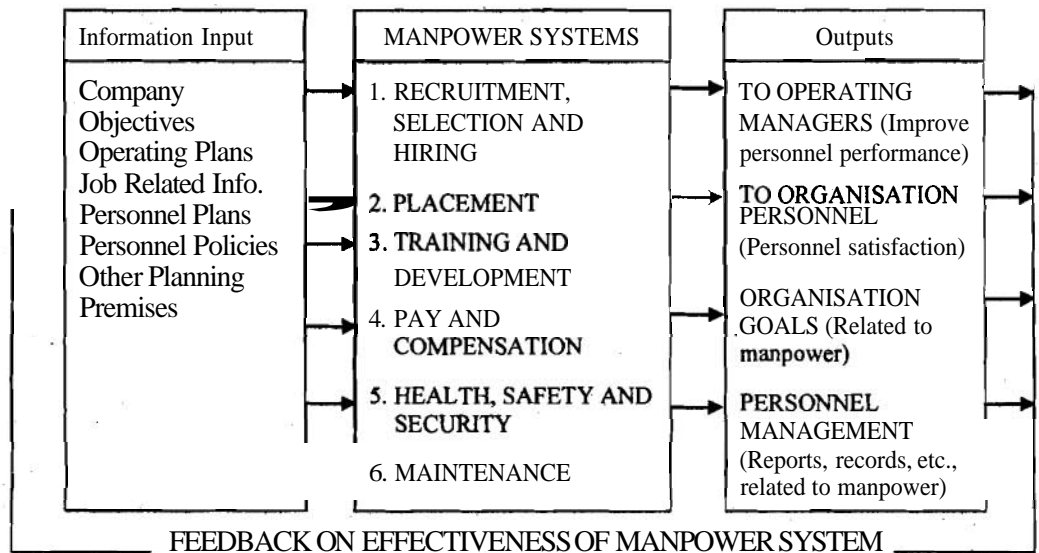 Information Input
Company
Objectives
Operating Plans
Job Related Info.
Personnel Plans
Personnel Policies
Other Planning
Premises
MANPOWER SYSTEMS
1. RECRUITMENT,
SELECTION AND
HIRING
2. PLACEMENT
3. TRAINING AND
DEVELOPMENT
4. PAY AND
COMPENSATION
5. HEALTH, SAFETY AND
SECURITY
6. MAINTENANCE
Outputs
TO OPERATING
MANAGERS (Improve
personnel performance)
TO ORGANISATION
PERSONNEL
(Personnel satisfaction)
ORGANISATION
GOALS (Related to
manpower)
PERSONNEL
MANAGEMENT
(Reports, records, etc.,
related to manpower)
FEEDBACK ON EFFECTIVENESS OF MANPOWER SYSTEM